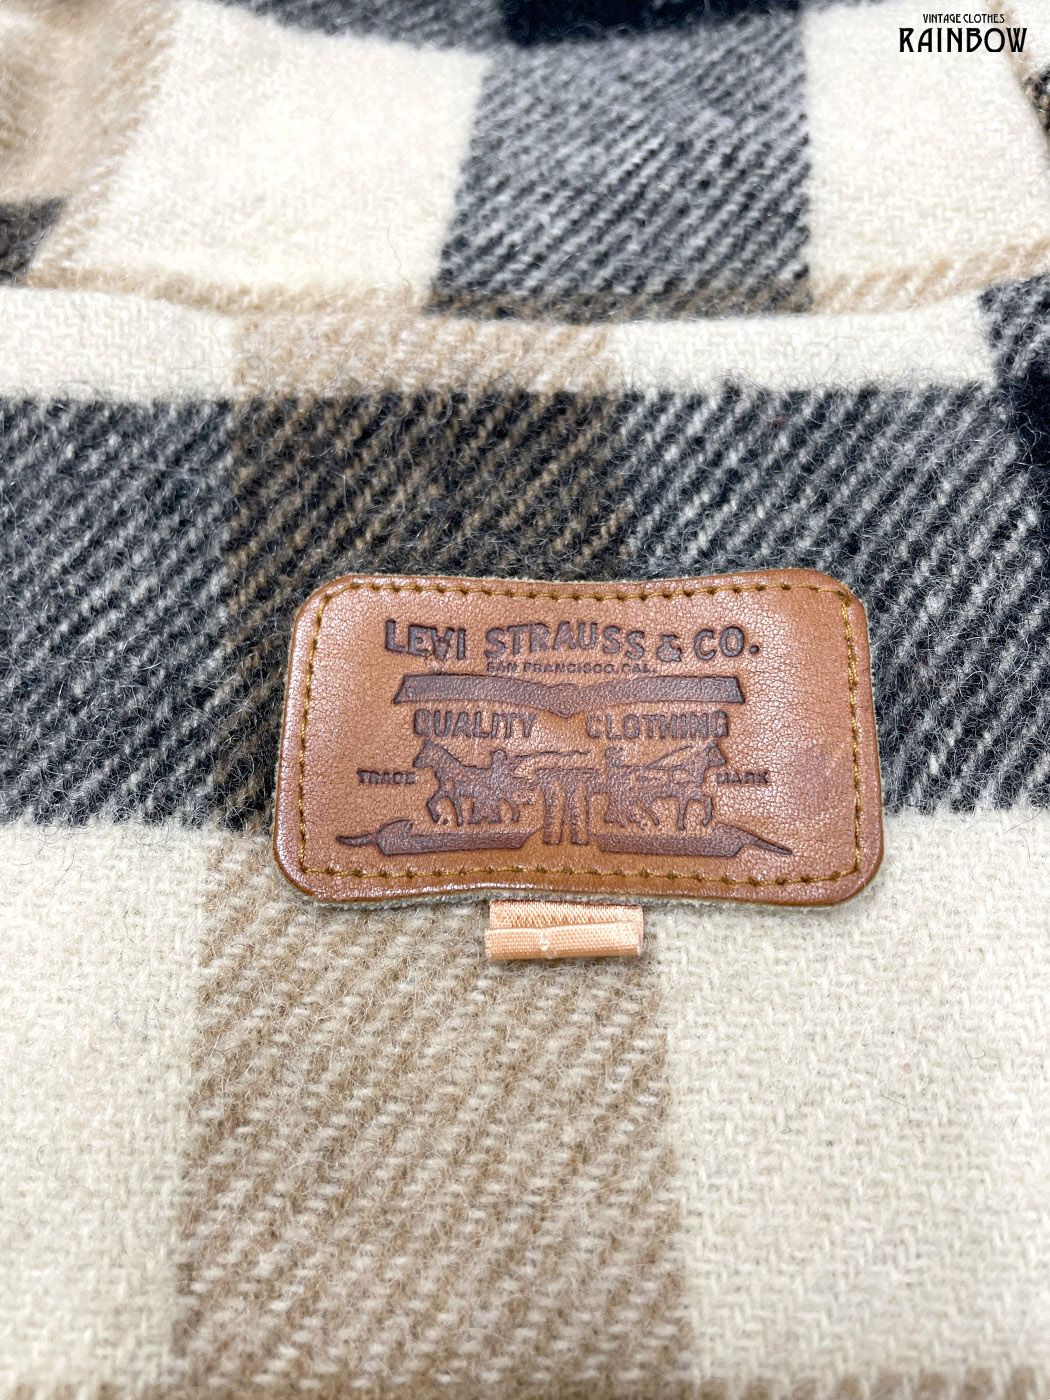 VINTAGE CLOTHES
RAINBOW
LEVI STRAUSS & CO.
SAN FRANCISCO, CAL.
QUALITY CLOTHING
TRADE MARK